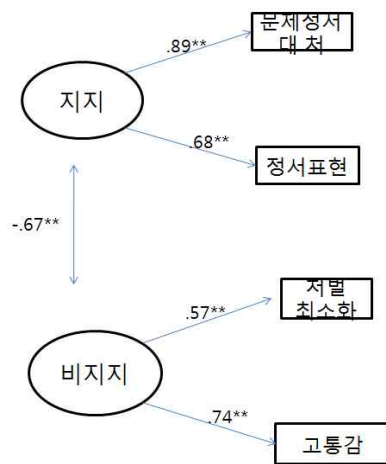 문제정서
대 처
.89**
지지
.68**
정서표현
-.67**
처벌
최소화
.57**
비지지
.74**
고통감